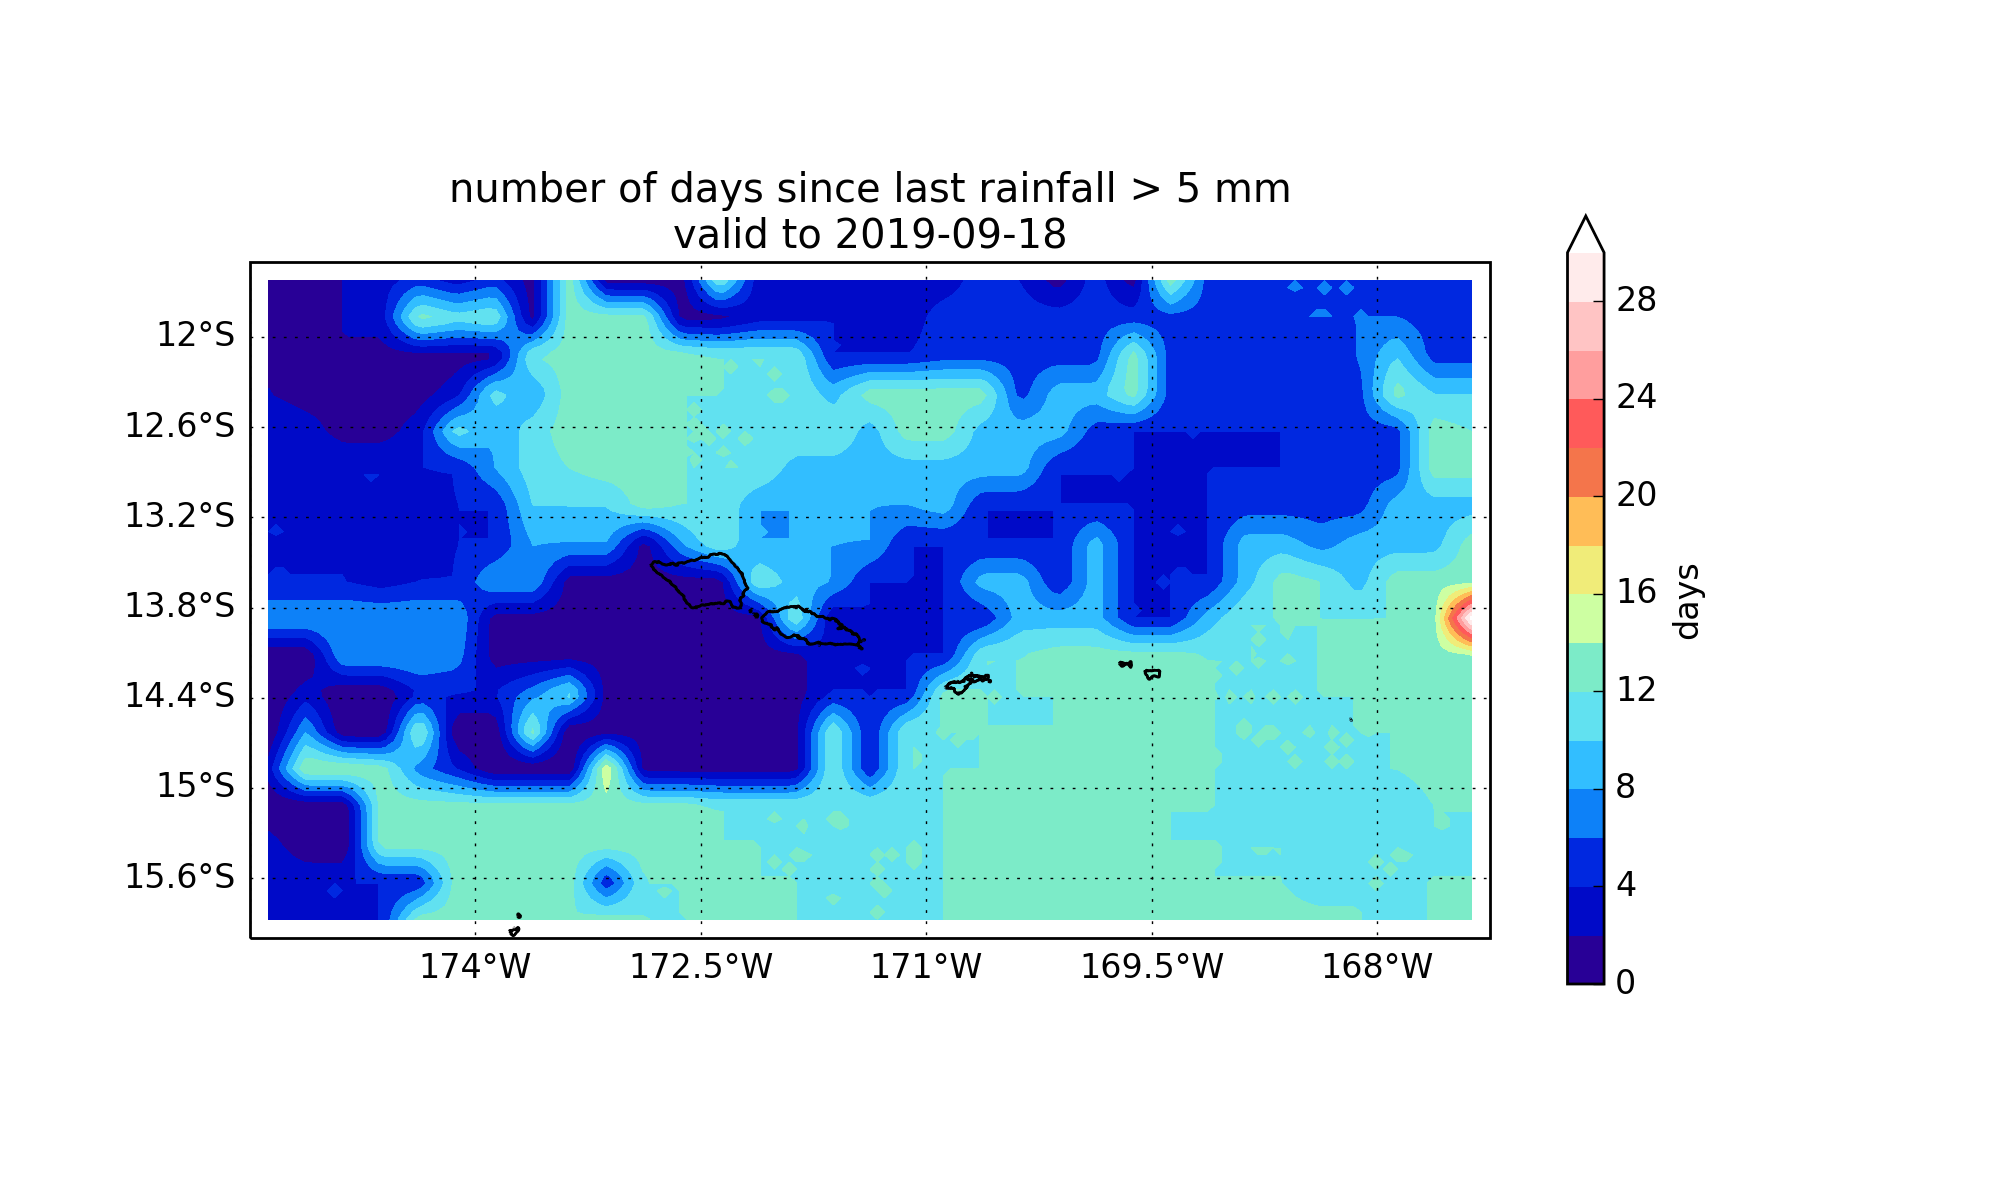 number of days since last rainfall > 5 mm
valid to 2019-09-18
12°S
12.6°S
13.2°S
13.8°S
14.4°S
15°S
15.6°S
174°W
172.5°W
171°W
169.5°W
168°W
28
24
20
16
12
8
4
0
days